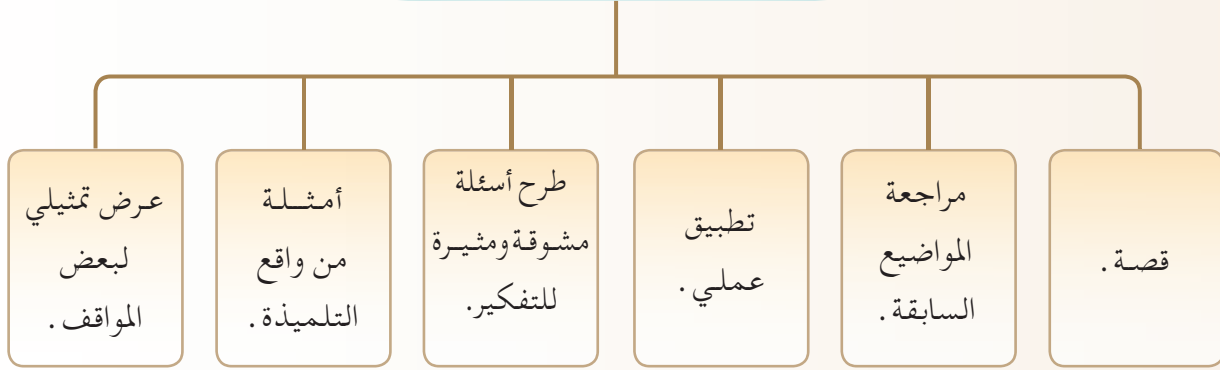 قصة.
مراجعة
المواضيع
السابقة.
تطبيق
عملي.
طرح أسئلة
مشوقة ومثيرة
للتفكير.
أمثلة
من واقع
التلميذة.
عرض تمثيلي
لبعض
المواقف.